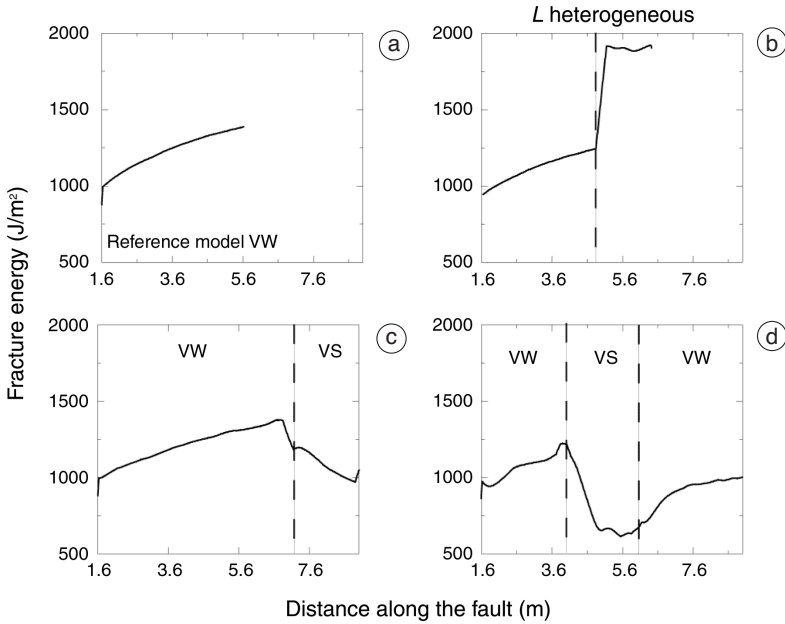 L heterogeneous
a
b
2000
1500
1000
500
Reference model VW
1.6 3.6 5.6 7.6
2000
1500
1000
500
1.6 3.6 5.6 7.6
Fracture energy (J/m²)
c
d
2000
1500
1000
500
VW VS
1.6 3.6 5.6 7.6
2000
1500
1000
500
VW VS VW
1.6 3.6 5.6 7.6
Distance along the fault (m)